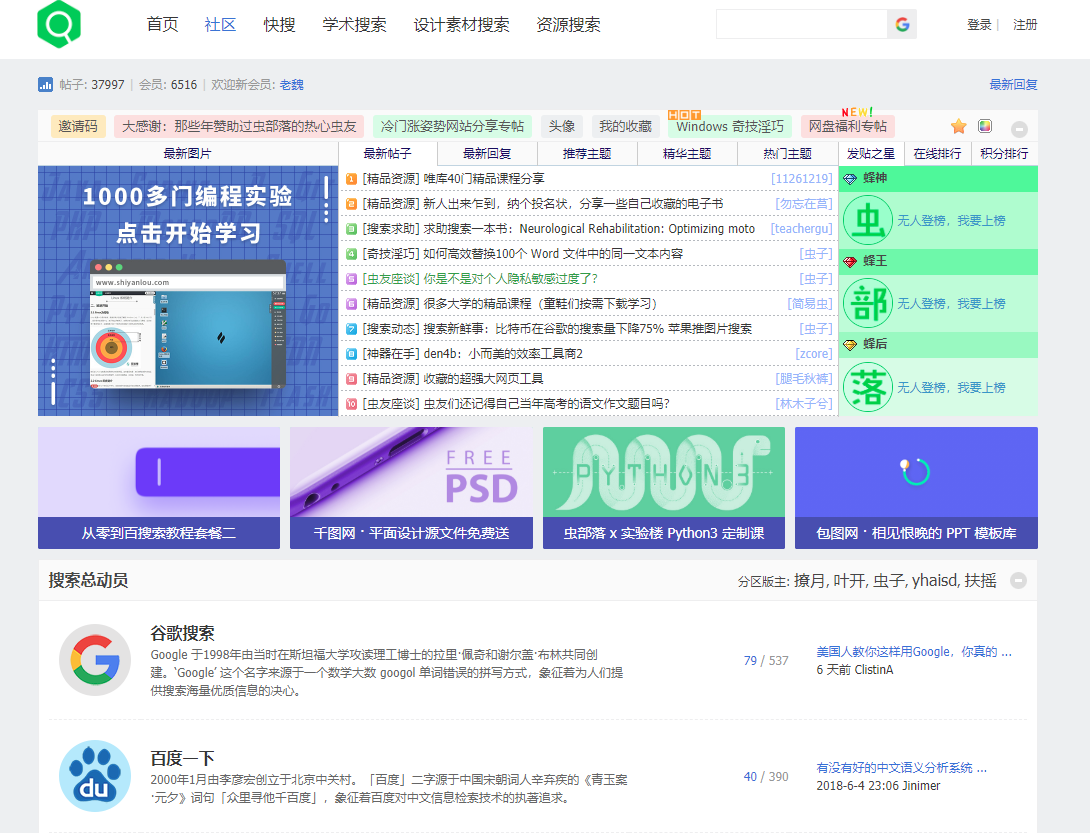 首页 社区 快搜 学术搜索 设计素材搜索 资源搜索 登录 | 注册
帖子: 37997 | 会员: 6516 | 欢迎新会员: 老魏 最新回复
HOT NEW!
邀请码 大感谢：那些年赞助过虫部落的热心虫友 冷门涨姿势网站分享专帖 头像 我的收藏 Windows 奇技淫巧 网盘福利专帖
最新图片 最新帖子 最新回复 推荐主题 精华主题 热门主题 发贴之星 在线排行 积分排行
1000多门编程实验
点击开始学习
www.shiyanlou.com
1 [精品资源] 唯库40门精品课程分享 [11261219]
2 [精品资源] 新人出来乍到，纳个投名状，分享一些自己收藏的电子书 [勿忘在莒]
3 [搜索求助] 求助搜索一本书：Neurological Rehabilitation: Optimizing moto [teachergu]
4 [奇技淫巧] 如何高效替换100个 Word 文件中的同一文本内容 [虫子]
5 [虫友座谈] 你是不是对个人隐私敏感过度了? [虫子]
6 [精品资源] 很多大学的精品课程（童鞋们按需下载学习） [简易虫]
7 [搜索动态] 搜索新鲜事：比特币在谷歌的搜索量下降75% 苹果推图片搜索 [虫子]
8 [神器在手] den4b：小而美的效率工具商2 [zcore]
9 [精品资源] 收藏的超强大网页工具 [腿毛秋裤]
10 [虫友座谈] 虫友们还记得自己当年高考的语文作文题目吗? [林木子兮]
蜂神
虫 无人登榜，我要上榜
蜂王
部 无人登榜，我要上榜
蜂后
落 无人登榜，我要上榜
FREE
PSD
PYTHON.3
从零到百搜索教程套餐二 千图网 · 平面设计源文件免费送 虫部落 x 实验楼 Python3 定制课 包图网 · 相见恨晚的 PPT 模板库
搜索总动员 分区版主: 撩月, 叶开, 虫子, yhaisd, 扶摇
谷歌搜索
Google 于1998年由当时在斯坦福大学攻读理工博士的拉里·佩奇和谢尔盖·布林共同创
建。‘Google’ 这个名字来源于一个数学大数 googol 单词错误的拼写方式，象征着为人们提
供搜索海量优质信息的决心。
79 / 537
美国人教你这样用Google，你真的 ...
6 天前 ClistinA
百度一下
2000年1月由李彦宏创立于北京中关村。「百度」二字源于中国宋朝词人辛弃疾的《青玉案
·元夕》词句「众里寻他千百度」，象征着百度对中文信息检索技术的执著追求。
du
40 / 390
有没有好的中文语义分析系统 ...
2018-6-4 23:06 Jinimer